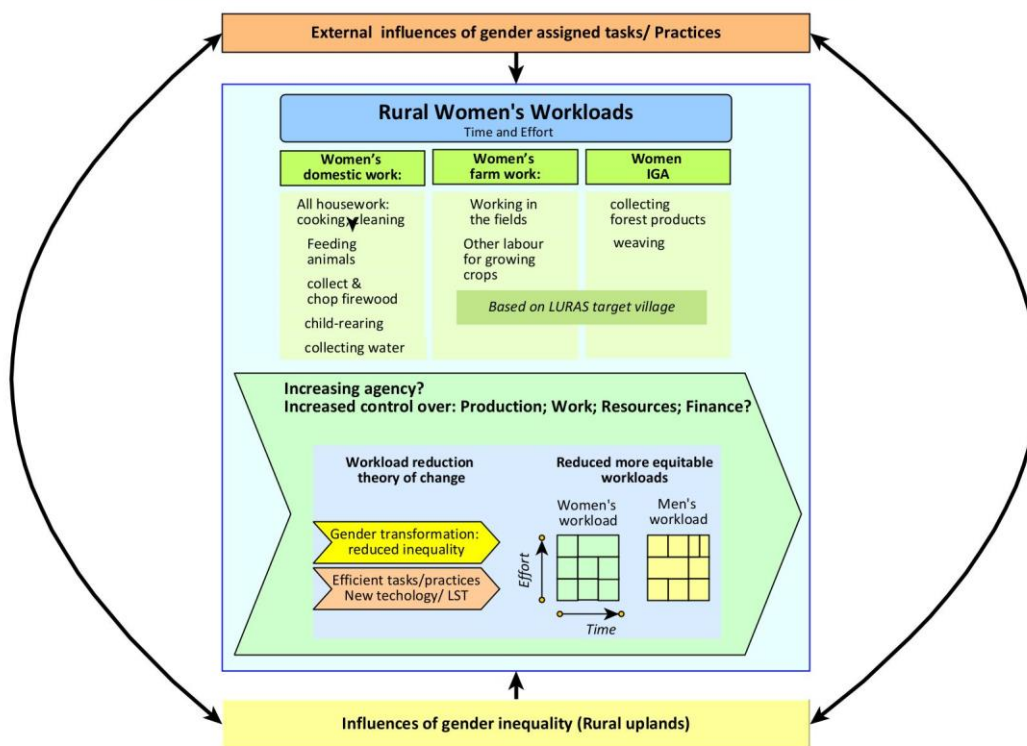 External influences of gender assigned tasks/ Practices
Rural Women's Workloads
Time and Effort
Women's
domestic work:
All housework:
cooking, cleaning
Feeding
animals
collect &
chop firewood
child-rearing
collecting water
Women's
farm work:
Working in
the fields
Other labour
for growing
crops
Women
IGA
collecting
forest products
weaving
Based on LURAS target village
Increasing agency?
Increased control over: Production; Work; Resources; Finance?
Workload reduction
theory of change
Gender transformation:
reduced inequality
Efficient tasks/practices
New techology/ LST
Reduced more equitable
workloads
Women's
workload
Men's
workload
Effort
Time
Influences of gender inequality (Rural uplands)